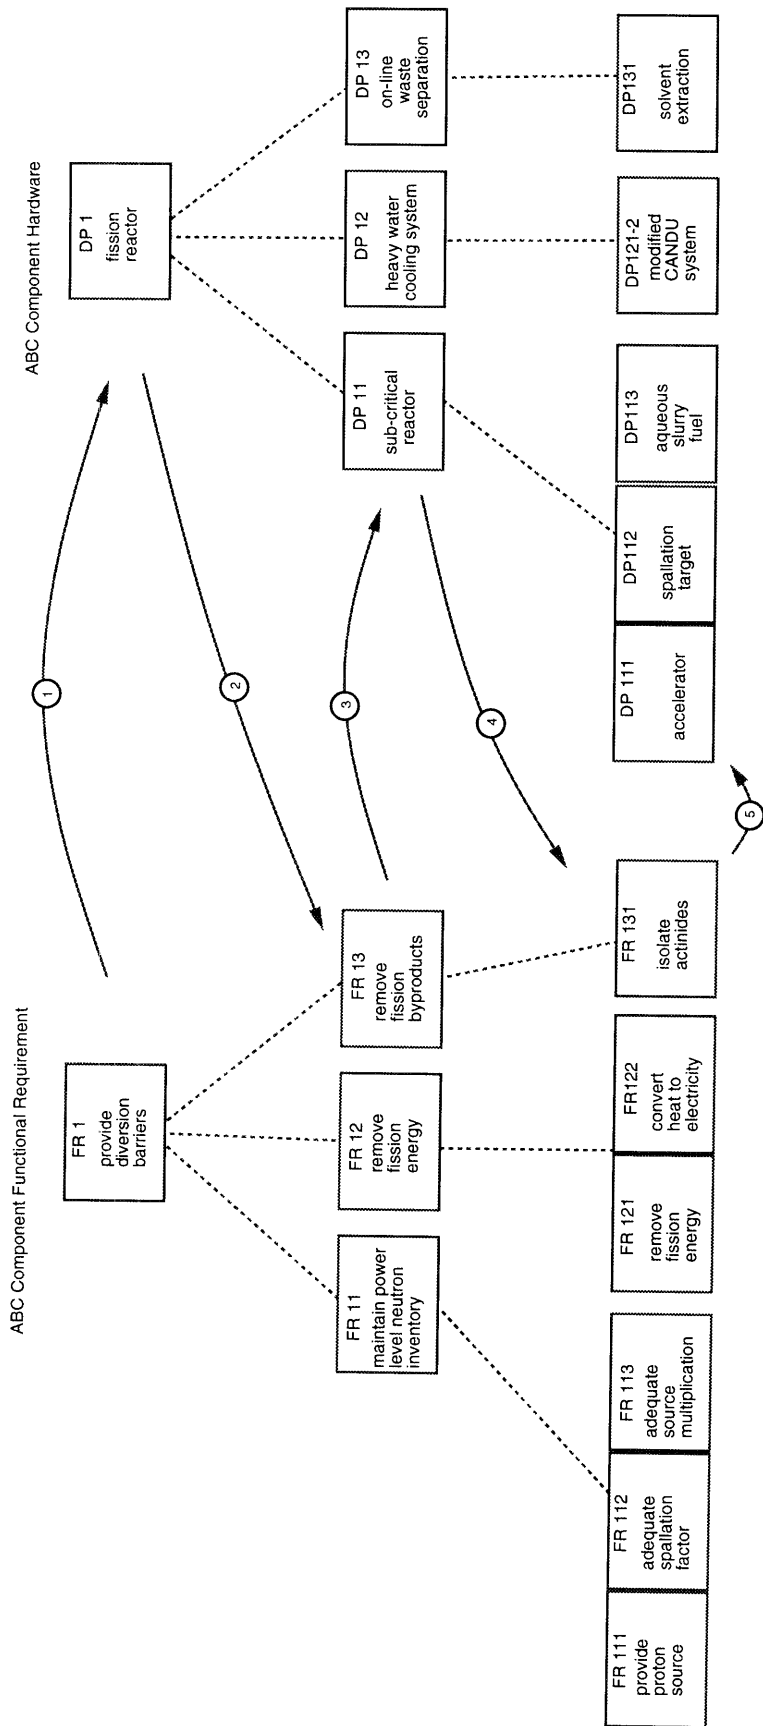 ABC Component Functional Requirement
ABC Component Hardware
FR 1
provide
diversion
barriers
DP 1
fission
reactor
1
2
FR 11
maintain power
level neutron
inventory
FR 12
remove
fission
energy
FR 13
remove
fission
byproducts
3
DP 11
sub-critical
reactor
DP 12
heavy water
cooling system
DP 13
on-line
waste
separation
4
FR 111
provide
proton
source
FR 112
adequate
spallation
factor
FR 113
adequate
source
multiplication
FR 121
remove
fission
energy
FR122
convert
heat to
electricity
FR 131
isolate
actinides
5
DP 111
accelerator
DP112
spallation
target
DP113
aqueous
slurry
fuel
DP121-2
modified
CANDU
system
DP131
solvent
extraction